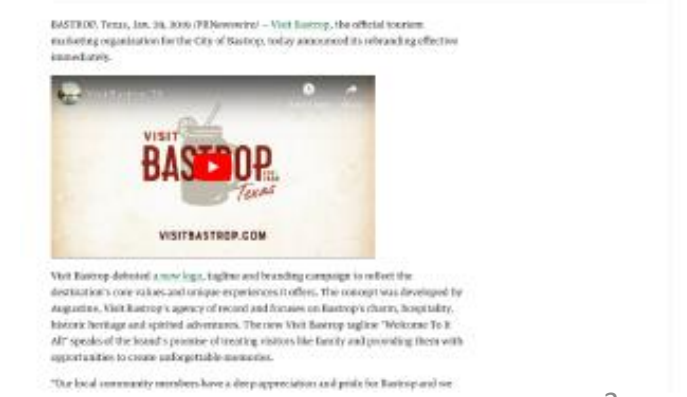 BASTROP, Texas, Jan. 29, 2019 /PRNewswire/ -- Visit Bastrop, the official tourism
marketing organization for the City of Bastrop, today announced its rebranding effective
immediately.
VISIT
BASTROP
Texas
VISITBASTROP.COM
Visit Bastrop debuted a new logo, tagline and branding campaign to reflect the
destination's core values and unique experiences it offers. The concept was developed by
Augustine, Visit Bastrop's agency of record and focuses on Bastrop's charm, hospitality,
historic heritage and spirited adventures. The new Visit Bastrop tagline "Welcome To It
All" speaks of the brand's promise of treating visitors like family and providing them with
opportunities to create unforgettable memories.
"Our local community members have a deep appreciation and pride for Bastrop and we